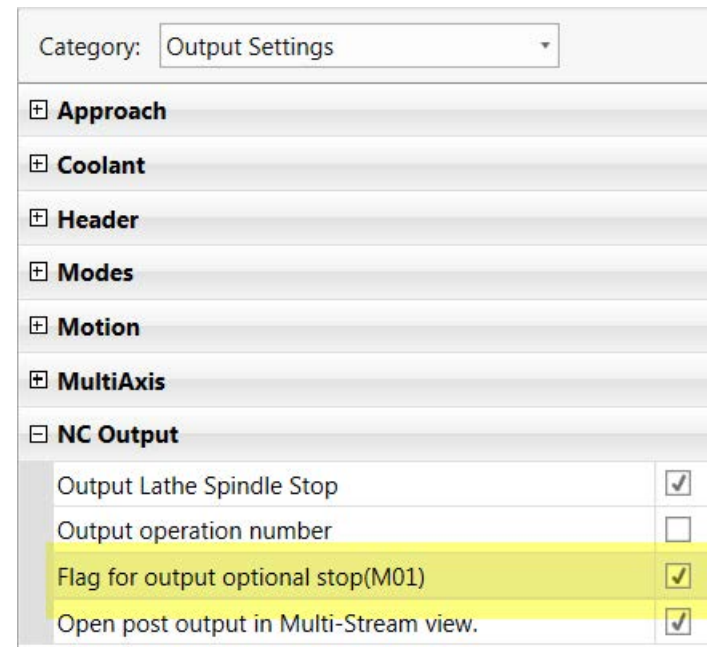 Category: Output Settings
Approach
Coolant
Header
Modes
Motion
MultiAxis
NC Output
Output Lathe Spindle Stop
Output operation number
Flag for output optional stop(M01)
Open post output in Multi-Stream view.